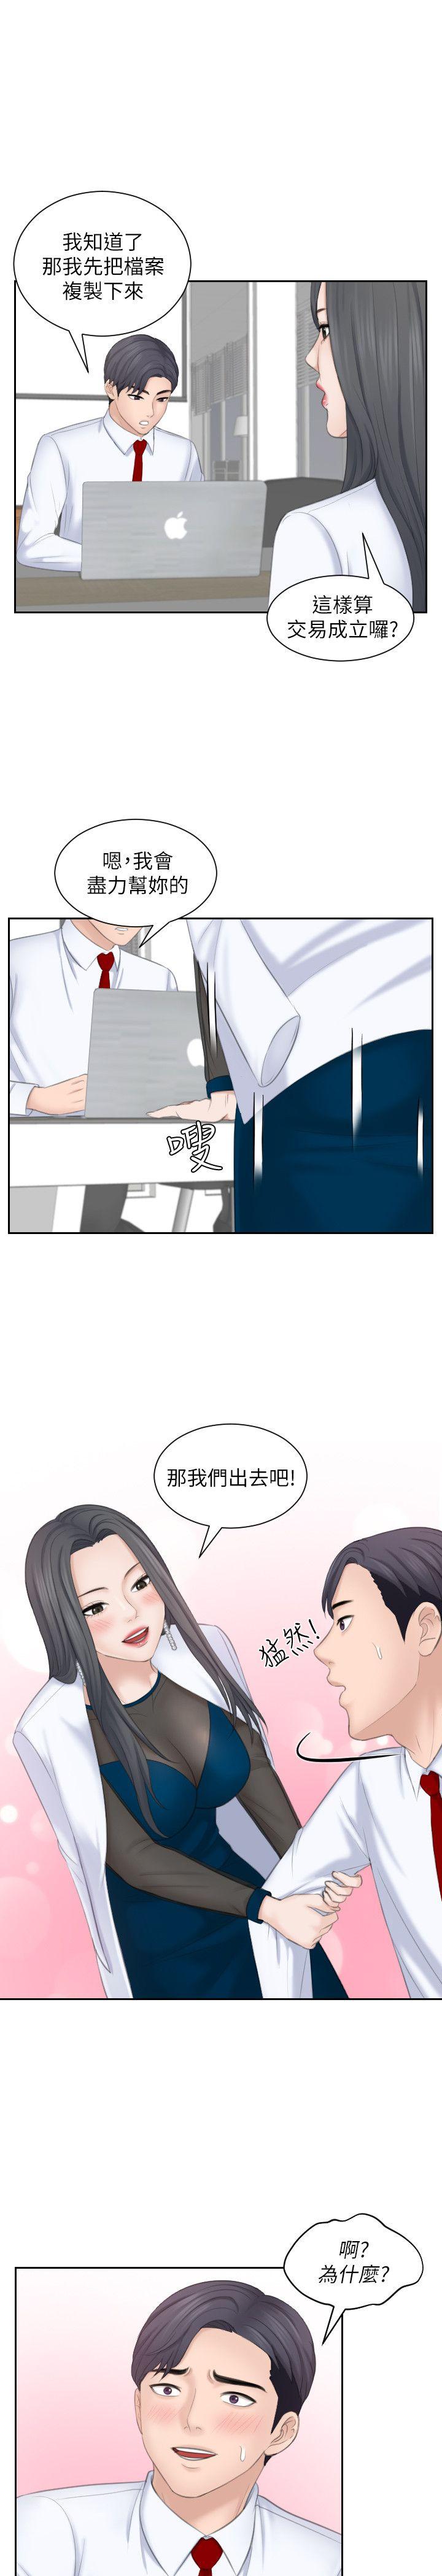 我知道了
那我先把檔案
複製下來
這樣算
交易成立囉?
嗯,我會
盡力幫妳的
嗖
那我們出去吧!
猛然!
啊?
為什麼?